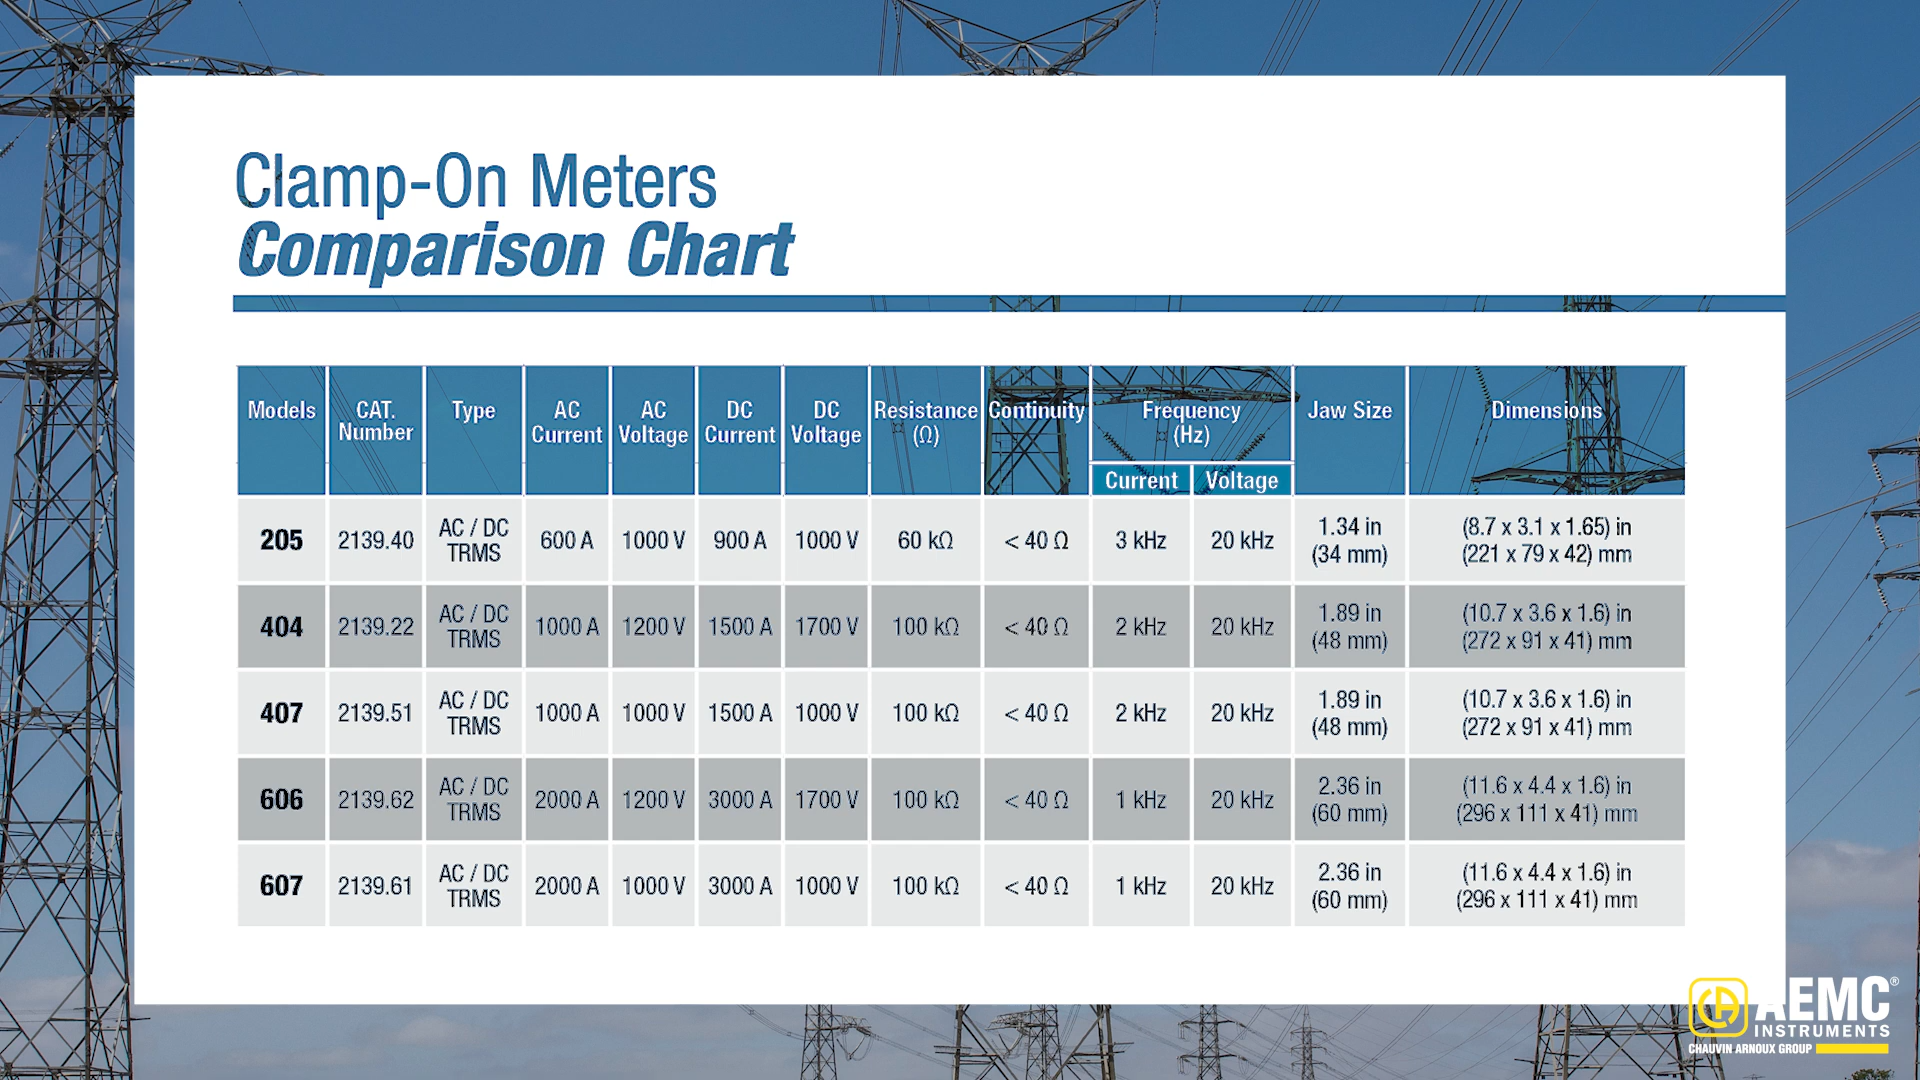 Clamp-On Meters
Comparison Chart
Models CAT. Number Type AC Current AC Voltage DC Current DC Voltage Resistance (Ω) Continuity Frequency (Hz) Jaw Size Dimensions
Current Voltage
205 2139.40 AC / DC TRMS 600 A 1000 V 900 A 1000 V 60 kΩ < 40 Ω 3 kHz 20 kHz 1.34 in (34 mm) (8.7 x 3.1 x 1.65) in (221 x 79 x 42) mm
404 2139.22 AC / DC TRMS 1000 A 1200 V 1500 A 1700 V 100 kΩ < 40 Ω 2 kHz 20 kHz 1.89 in (48 mm) (10.7 x 3.6 x 1.6) in (272 x 91 x 41) mm
407 2139.51 AC / DC TRMS 1000 A 1000 V 1500 A 1000 V 100 kΩ < 40 Ω 2 kHz 20 kHz 1.89 in (48 mm) (10.7 x 3.6 x 1.6) in (272 x 91 x 41) mm
606 2139.62 AC / DC TRMS 2000 A 1200 V 3000 A 1700 V 100 kΩ < 40 Ω 1 kHz 20 kHz 2.36 in (60 mm) (11.6 x 4.4 x 1.6) in (296 x 111 x 41) mm
607 2139.61 AC / DC TRMS 2000 A 1000 V 3000 A 1000 V 100 kΩ < 40 Ω 1 kHz 20 kHz 2.36 in (60 mm) (11.6 x 4.4 x 1.6) in (296 x 111 x 41) mm
AEMC®
INSTRUMENTS
CHAUVIN ARNOUX GROUP